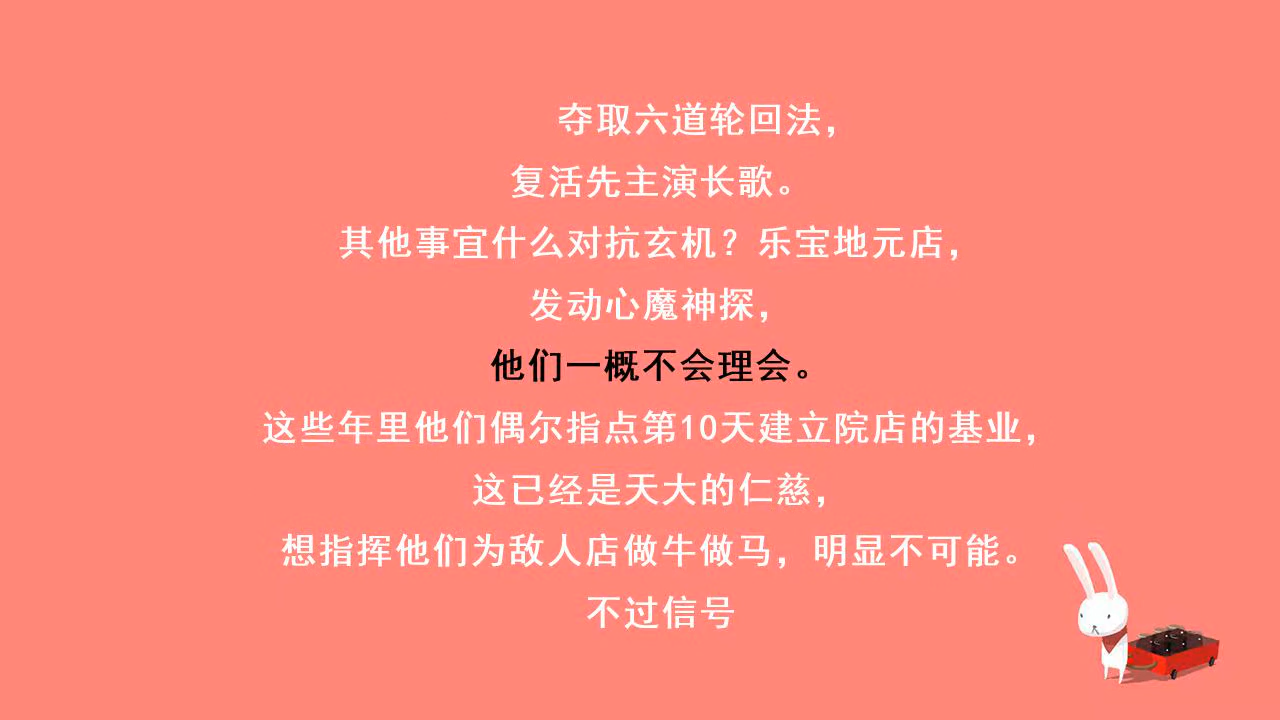 夺取六道轮回法，
复活先主演长歌。
其他事宜什么对抗玄机？乐宝地元店，
发动心魔神探，
他们一概不会理会。
这些年里他们偶尔指点第10天建立院店的基业，
这已经是天大的仁慈，
想指挥他们为敌人店做牛做马，明显不可能。
不过信号